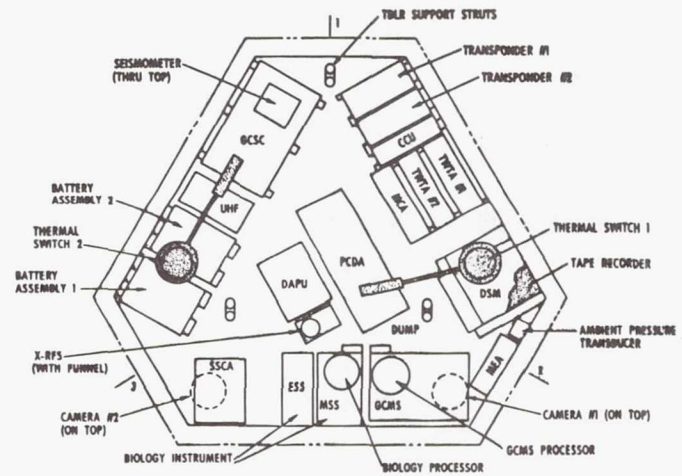 1
TBLR SUPPORT STRUTS
TRANSPONDER #1
TRANSPONDER #2
SEISMOMETER
(THRU TOP)
GCSC
CCU
TWTA #1
TWTA #2
MCA
BATTERY
ASSEMBLY 2
UHF
THERMAL
SWITCH 2
BATTERY
ASSEMBLY 1
THERMAL SWITCH 1
TAPE RECORDER
PCDA
DAPU
DSM
DUMP
AMBIENT PRESSURE
TRANSDUCER
X-RFS
(WITH FUNNEL)
MEA
2
3
SSCA
ESS
MSS
GCMS
CAMERA #2
(ON TOP)
CAMERA #1 (ON TOP)
GCMS PROCESSOR
BIOLOGY INSTRUMENT
BIOLOGY PROCESSOR